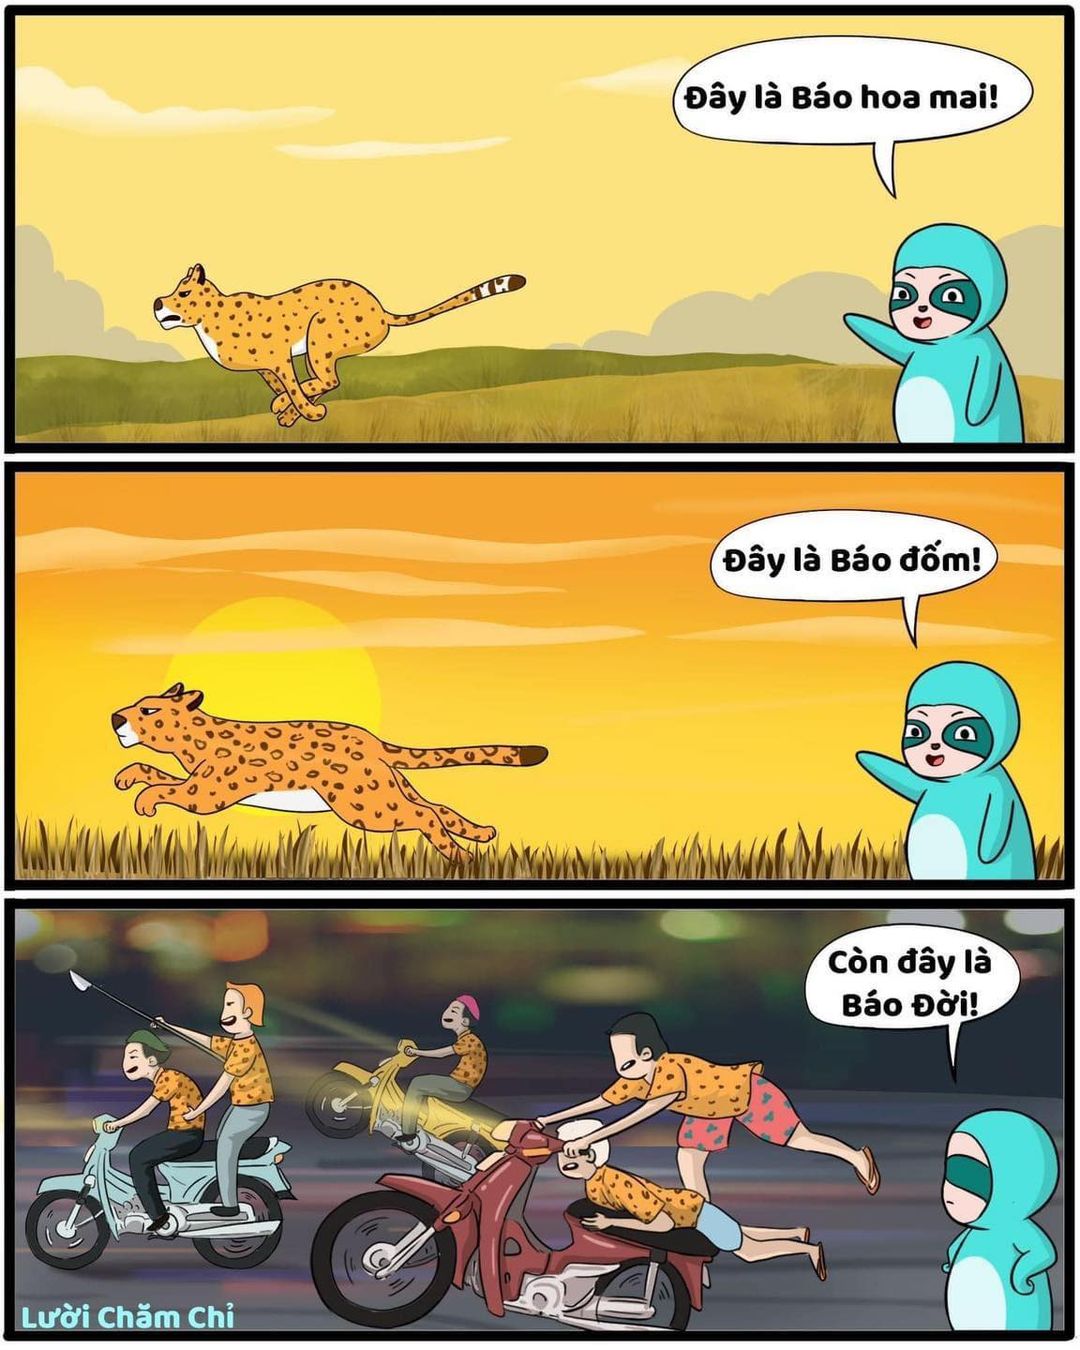 Đây là Báo hoa mai!
Đây là Báo đốm!
Còn đây là
Báo Đời!
Lười Chăm Chỉ